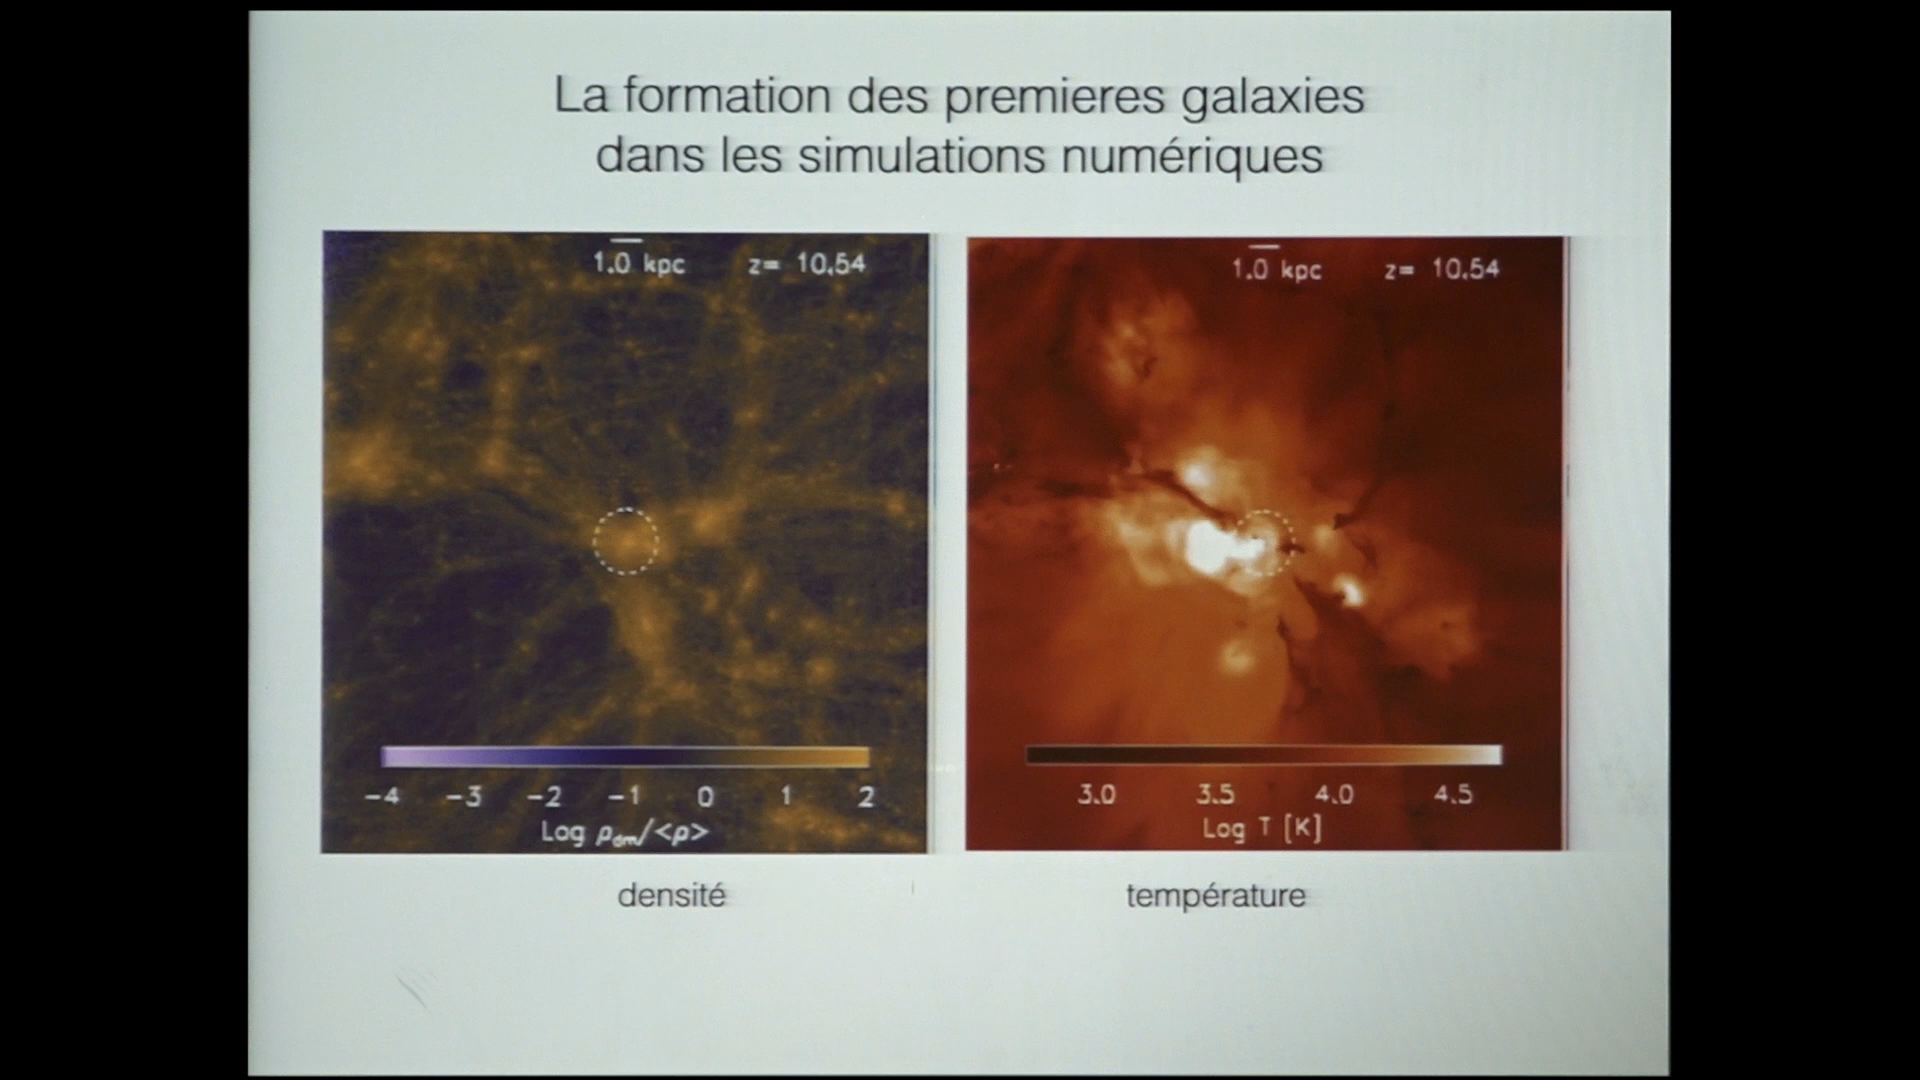 La formation des premieres galaxies
dans les simulations numériques
1.0 kpc z= 10.54
-4 -3 -2 -1 0 1 2
Log ρdm/<ρ>
densité
1.0 kpc z= 10.54
3.0 3.5 4.0 4.5
Log T [K]
température